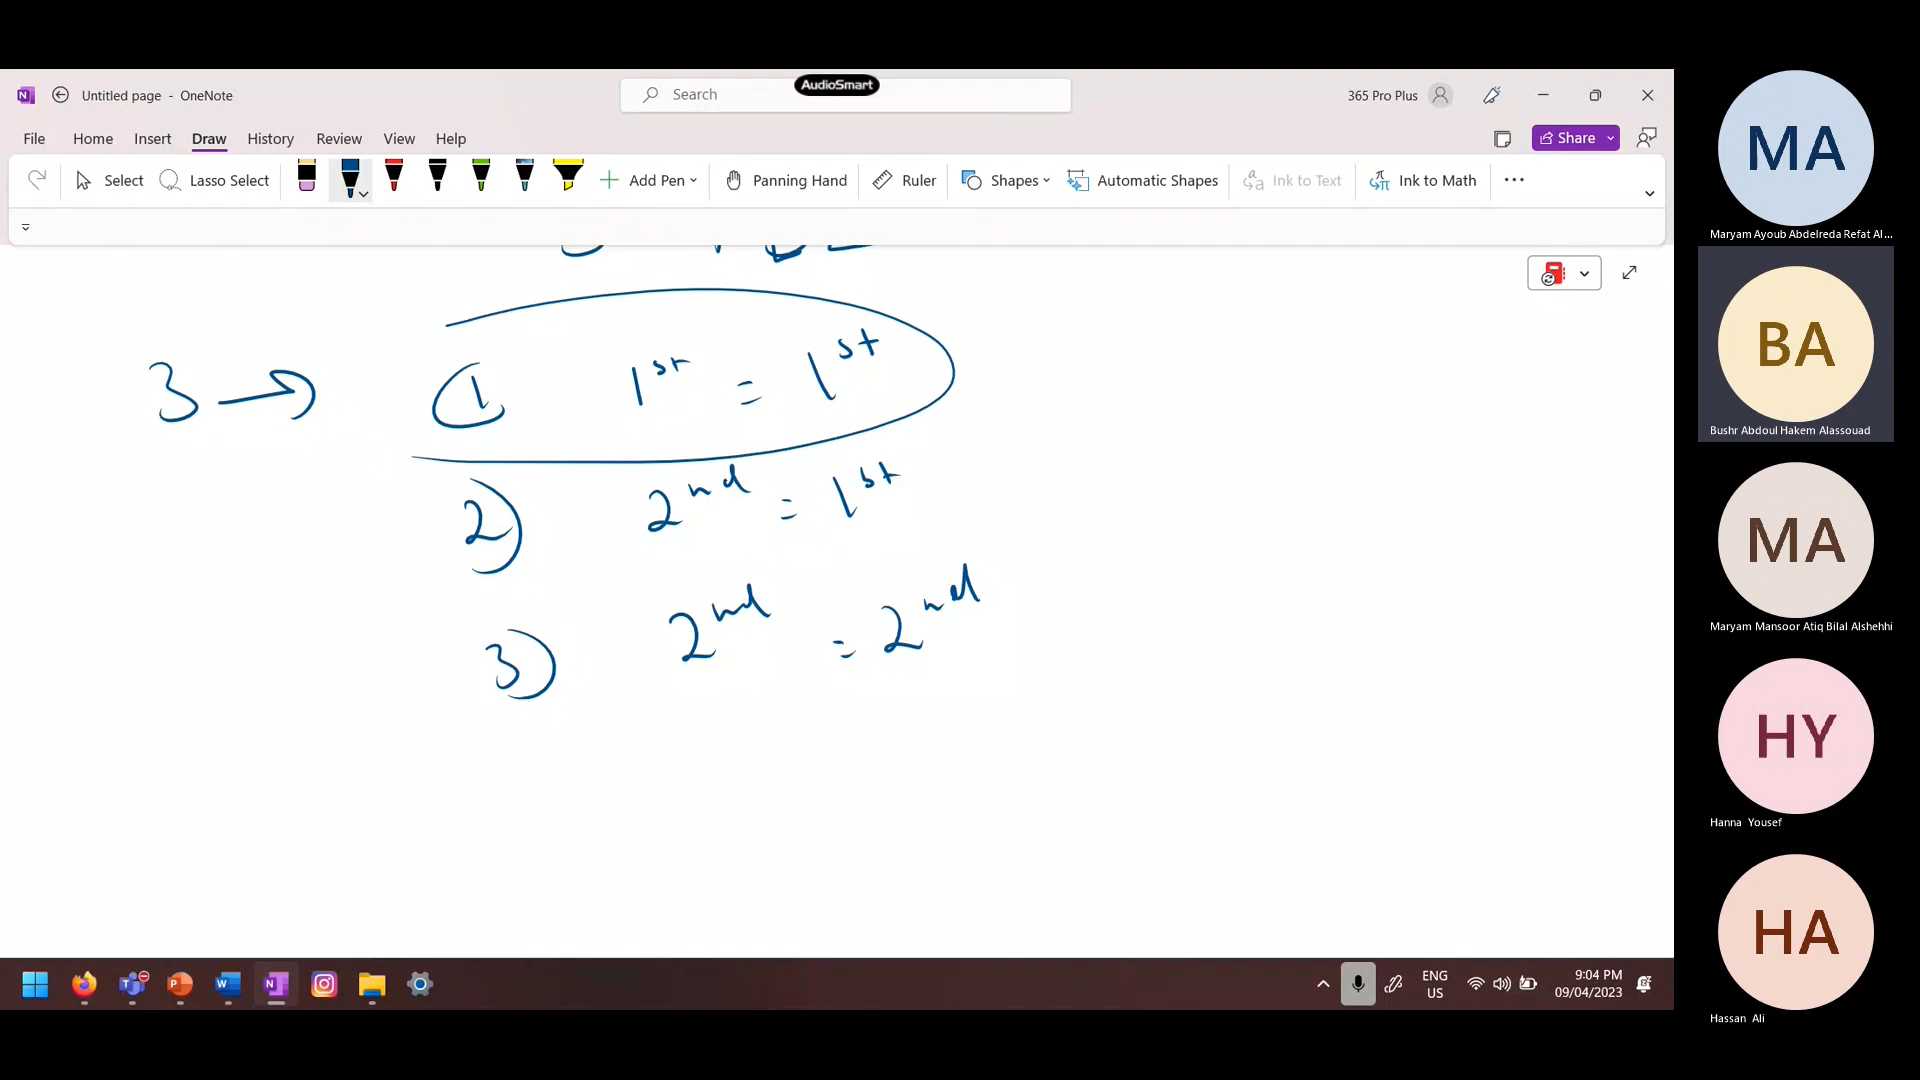 AudioSmart
Untitled page - OneNote
Search
365 Pro Plus
File Home Insert Draw History Review View Help
Share
Select Lasso Select Add Pen Panning Hand Ruler Shapes Automatic Shapes Ink to Text Ink to Math
3 → 1 1st = 1st
2) 2nd = 1st
3) 2nd = 2nd
MA
Maryam Ayoub Abdelreda Refat Al...
BA
Bushr Abdoul Hakem Alassouad
MA
Maryam Mansoor Atiq Bilal Alshehhi
HY
Hanna Yousef
HA
Hassan Ali
ENG
US
9:04 PM
09/04/2023